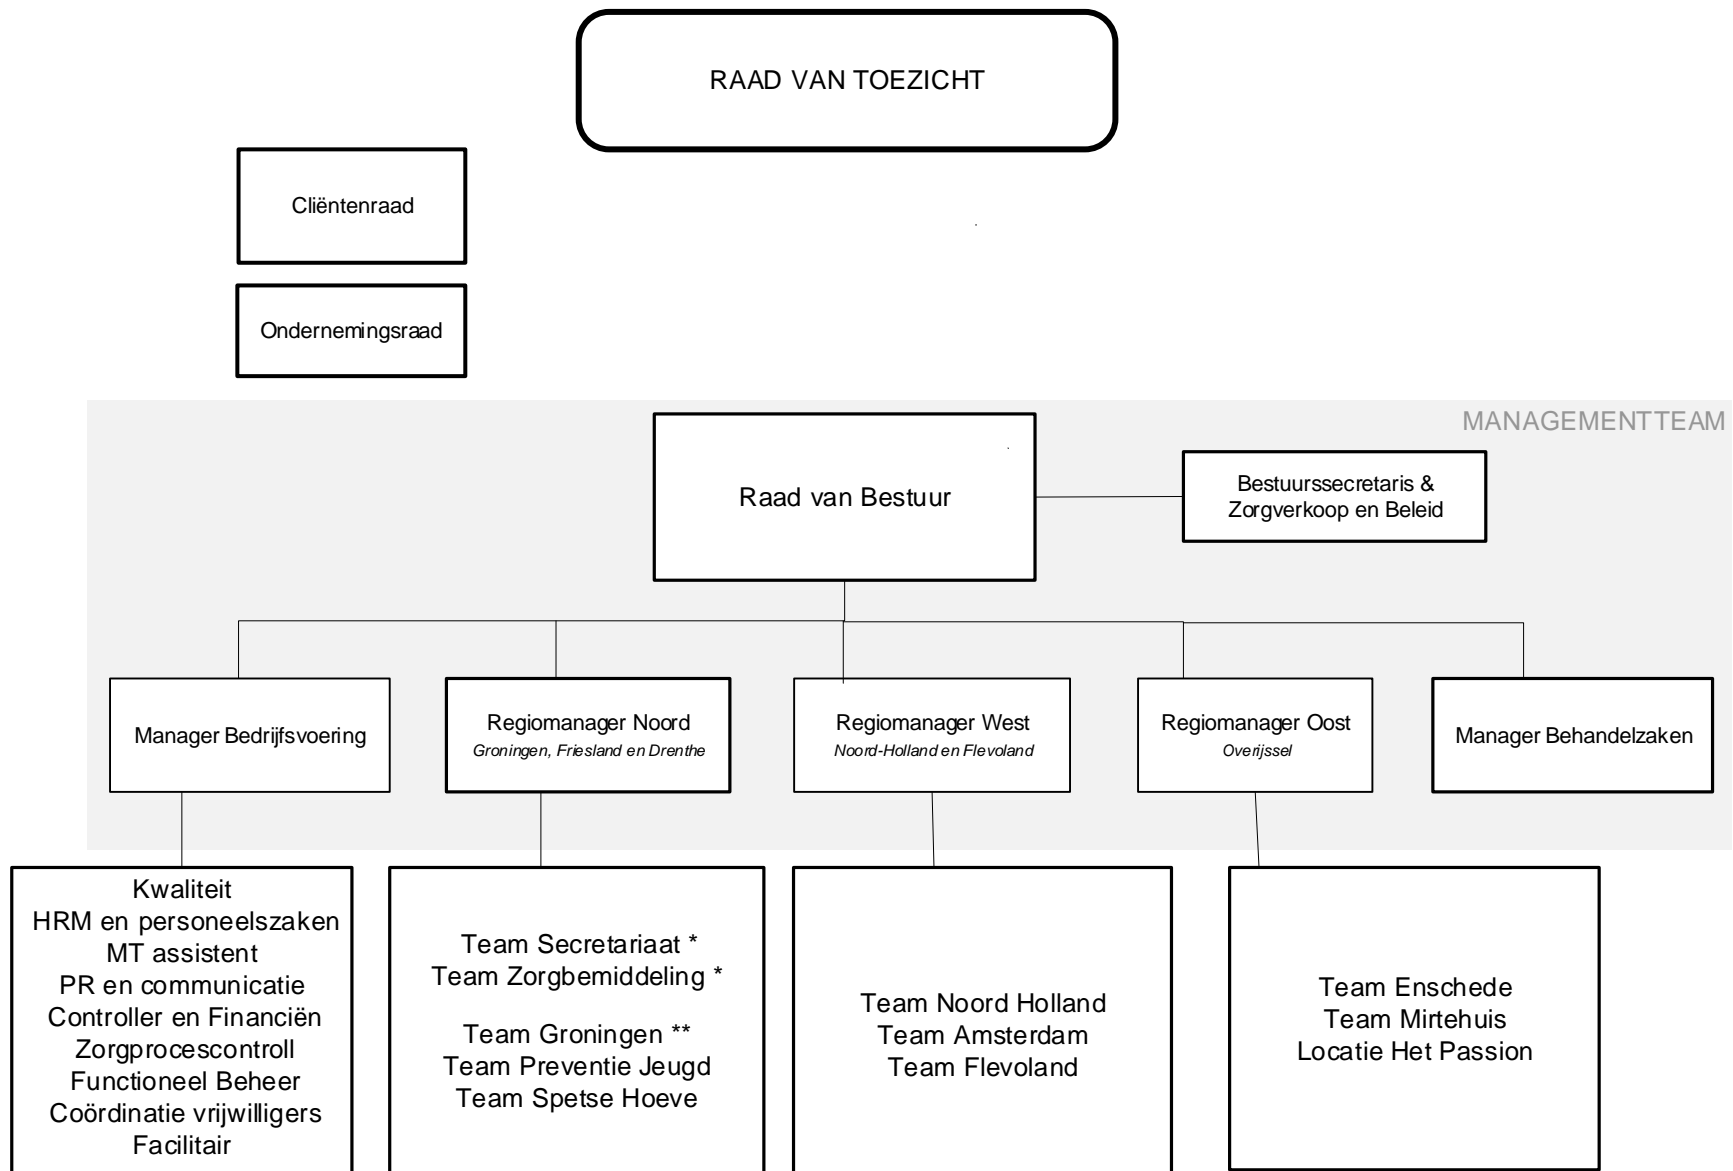 RAAD VAN TOEZICHT
Cliëntenraad
Ondernemingsraad
MANAGEMENTTEAM
Raad van Bestuur
Bestuurssecretaris &
Zorgverkoop en Beleid
Manager Bedrijfsvoering
Regiomanager Noord
Groningen, Friesland en Drenthe
Regiomanager West
Noord-Holland en Flevoland
Regiomanager Oost
Overijssel
Manager Behandelzaken
Kwaliteit
HRM en personeelszaken
MT assistent
PR en communicatie
Controller en Financiën
Zorgprocescontroll
Functioneel Beheer
Coördinatie vrijwilligers
Facilitair
Team Secretariaat *
Team Zorgbemiddeling *
Team Groningen **
Team Preventie Jeugd
Team Spetse Hoeve
Team Noord Holland
Team Amsterdam
Team Flevoland
Team Enschede
Team Mirtehuis
Locatie Het Passion